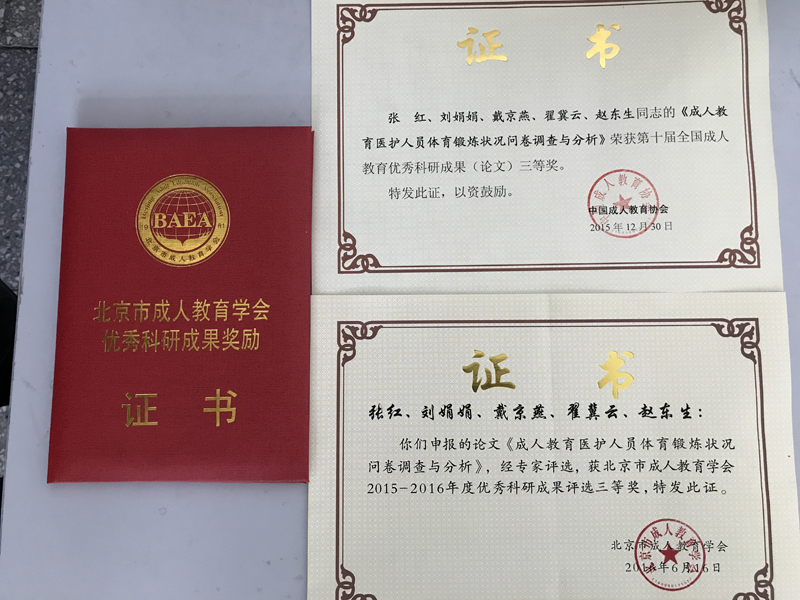 BAEA
北京市成人教育学会
北京市成人教育学会
优秀科研成果奖励
证 书
证 书
张 红、刘娟娟、戴京燕、翟冀云、赵东生同志的《成人教
育医护人员体育锻炼状况问卷调查与分析》荣获第十届全国成人
教育优秀科研成果（论文）三等奖。
特发此证，以资鼓励。
中国成人教育协会
2015年12月30日
证 书
张红、刘娟娟、戴京燕、翟冀云、赵东生：
你们申报的论文《成人教育医护人员体育锻炼状况
问卷调查与分析》，经专家评选，获北京市成人教育学会
2015-2016年度优秀科研成果评选三等奖，特发此证。
北京市成人教育学会
2016年6月16日